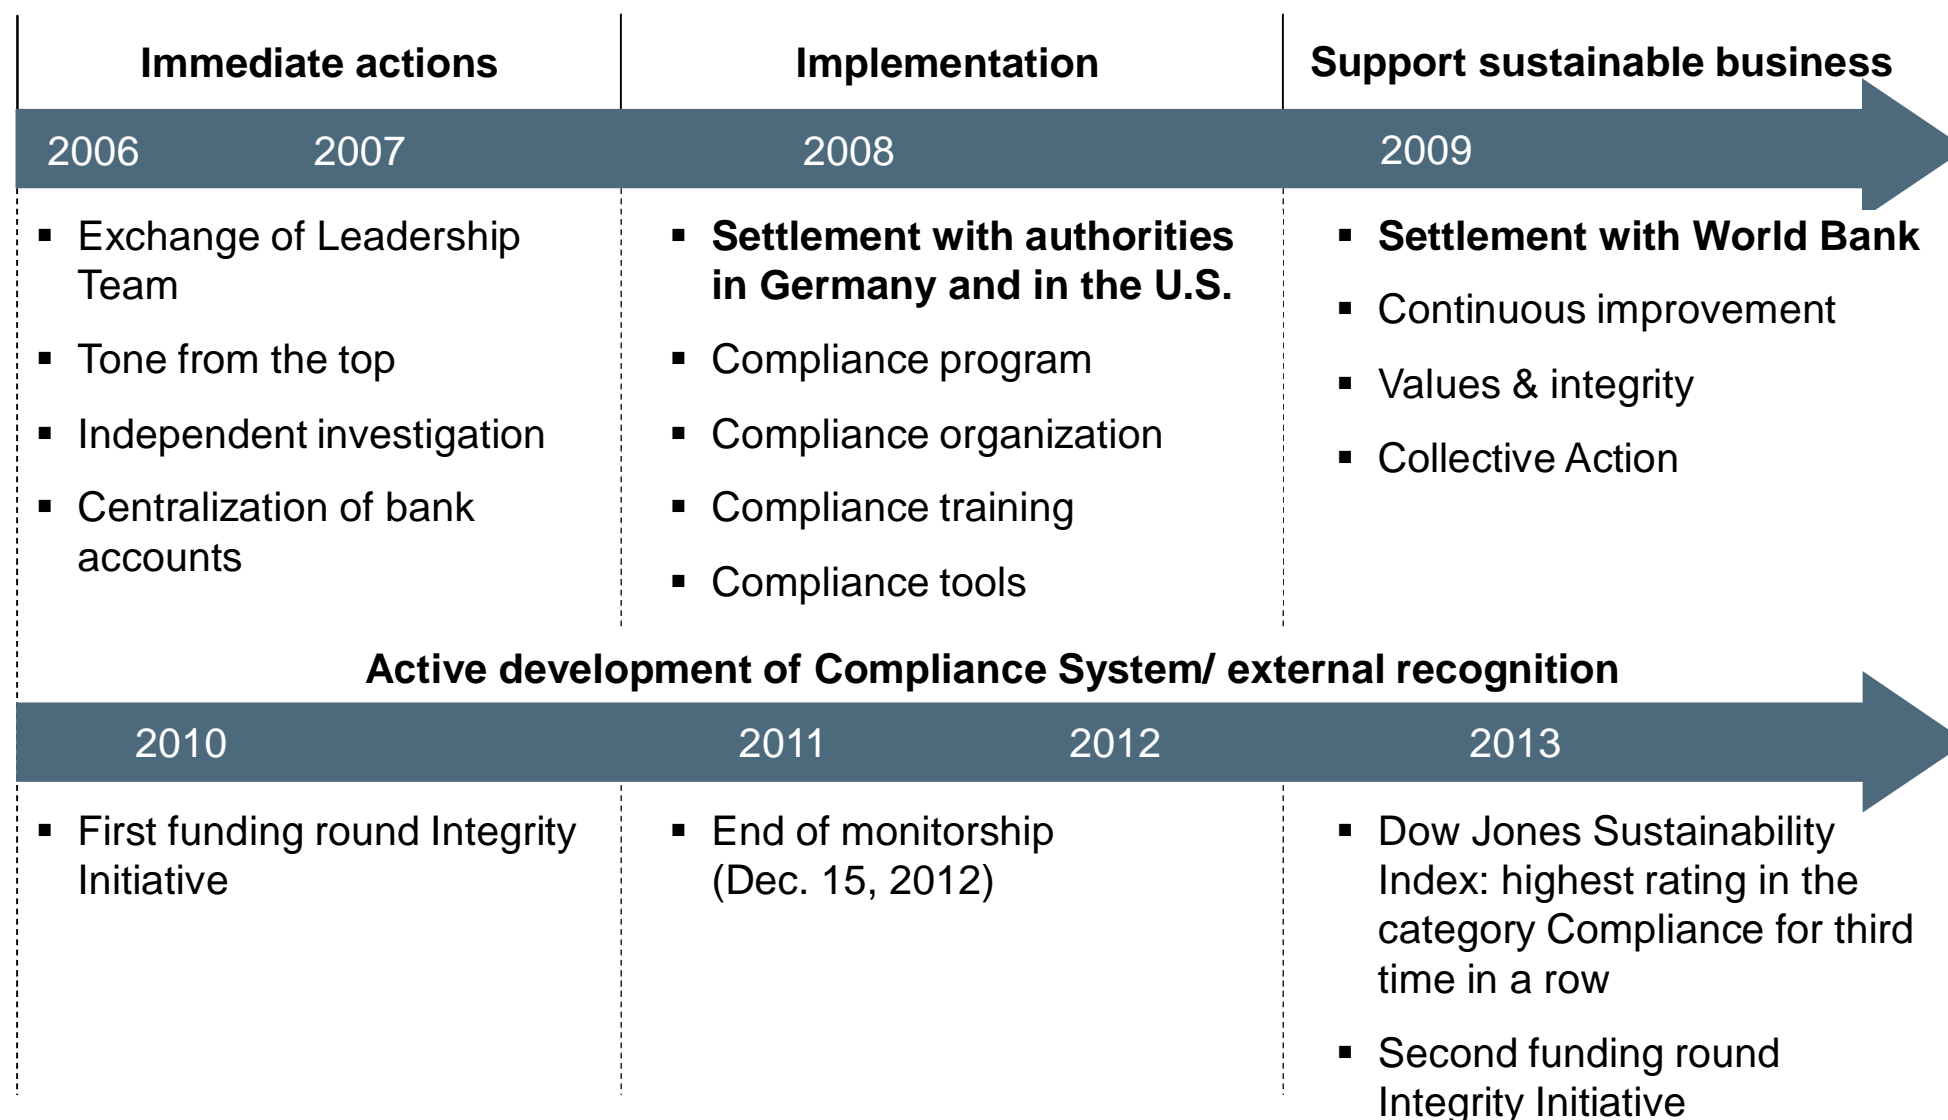 Immediate actions
Implementation
Support sustainable business
2006 2007 2008 2009
▪ Exchange of Leadership
Team
▪ Tone from the top
▪ Independent investigation
▪ Centralization of bank
accounts
▪ Settlement with authorities
in Germany and in the U.S.
▪ Compliance program
▪ Compliance organization
▪ Compliance training
▪ Compliance tools
▪ Settlement with World Bank
▪ Continuous improvement
▪ Values & integrity
▪ Collective Action
Active development of Compliance System/ external recognition
2010 2011 2012 2013
▪ First funding round Integrity
Initiative
▪ End of monitorship
(Dec. 15, 2012)
▪ Dow Jones Sustainability
Index: highest rating in the
category Compliance for third
time in a row
▪ Second funding round
Integrity Initiative